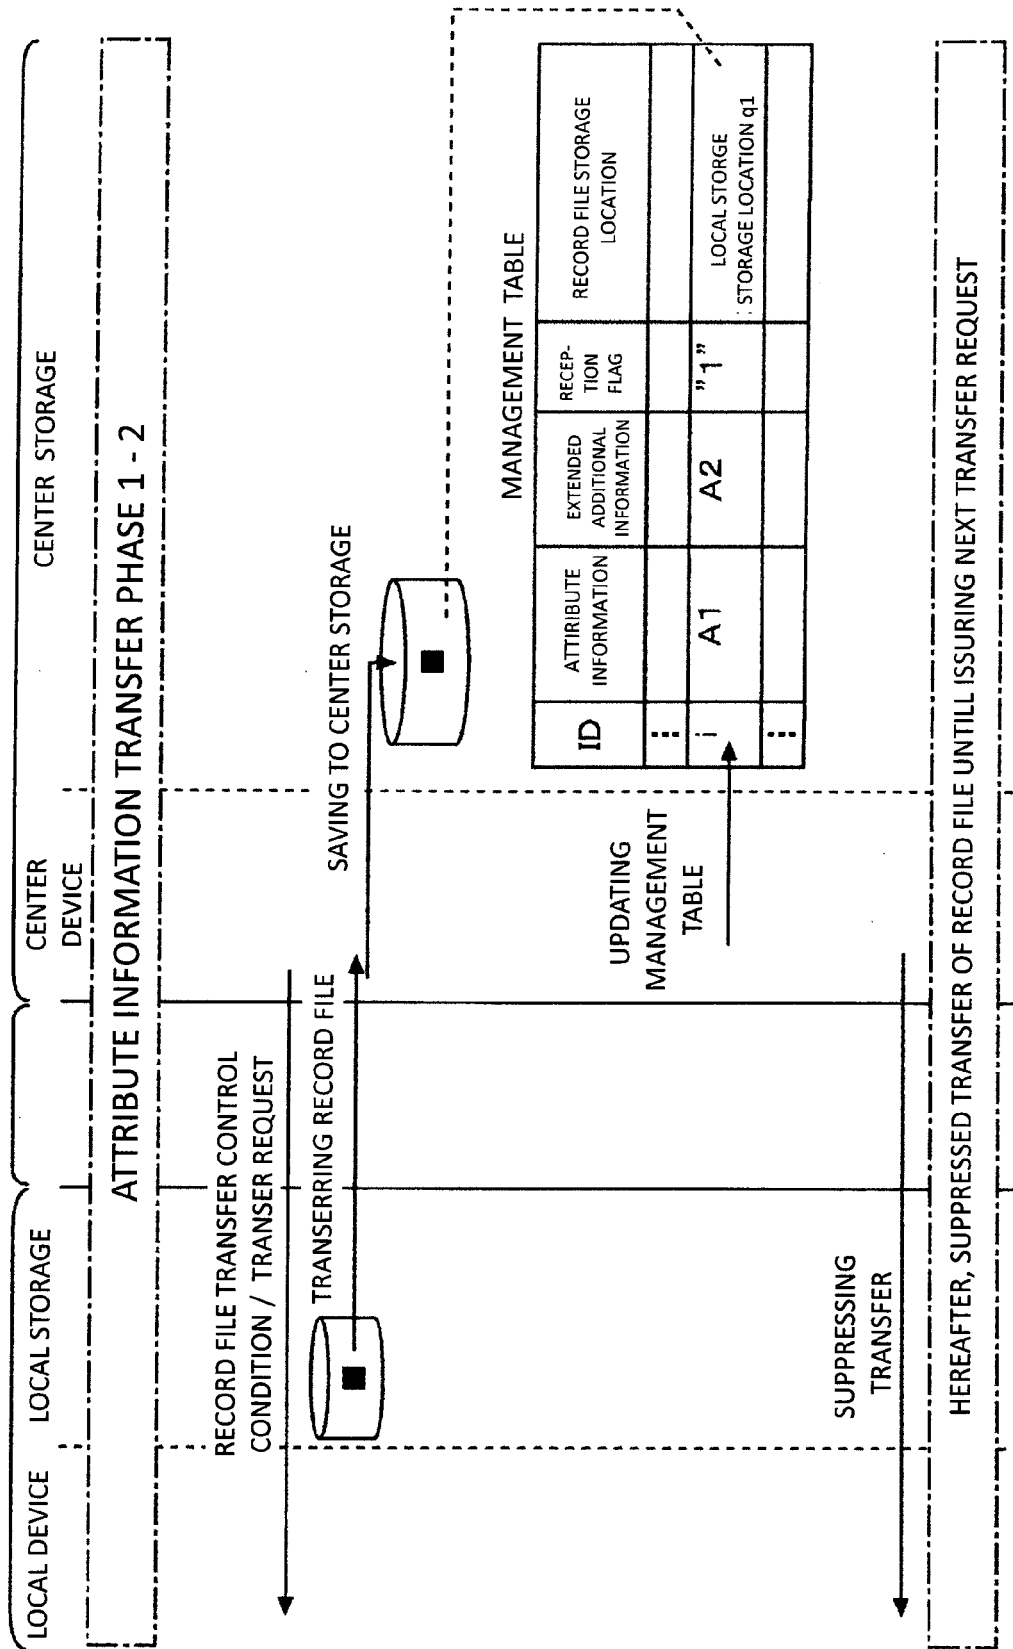 LOCAL DEVICE
LOCAL STORAGE
CENTER
DEVICE
CENTER STORAGE
ATTRIBUTE INFORMATION TRANSFER PHASE 1 - 2
RECORD FILE TRANSFER CONTROL
CONDITION / TRANSER REQUEST
TRANSERRING RECORD FILE
SAVING TO CENTER STORAGE
UPDATING
MANAGEMENT
TABLE
MANAGEMENT TABLE
ID
ATTIRIBUTE
INFORMATION
EXTENDED
ADDITIONAL
INFORMATION
RECEP-
TION
FLAG
RECORD FILE STORAGE
LOCATION
i
A1
A2
"1"
LOCAL STORGE
: STORAGE LOCATION q1
SUPPRESSING
TRANSFER
HEREAFTER, SUPPRESSED TRANSFER OF RECORD FILE UNTILL ISSURING NEXT TRANSFER REQUEST